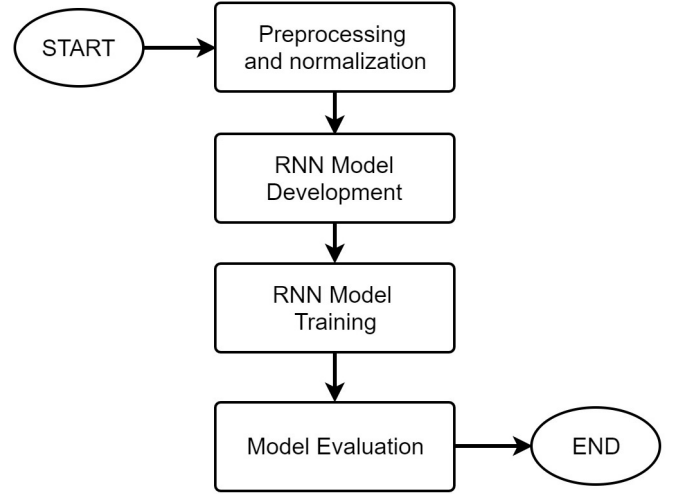 START
Preprocessing
and normalization
RNN Model
Development
RNN Model
Training
Model Evaluation
END